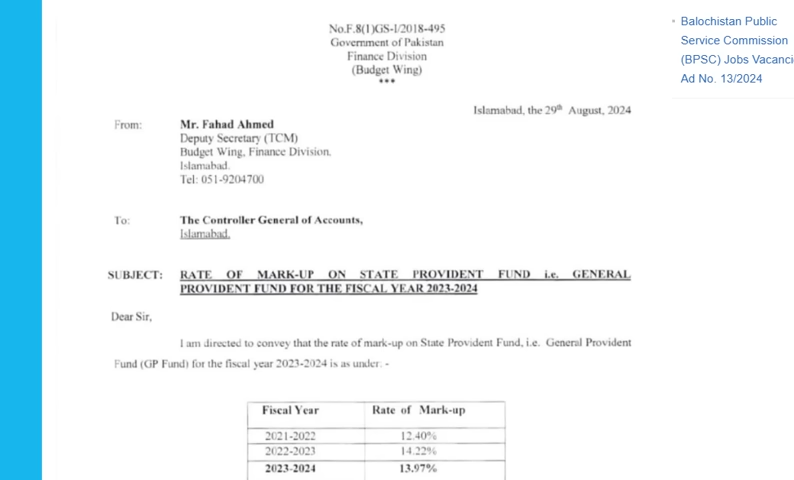 No.F.8(1)GS-I/2018-495
Government of Pakistan
Finance Division
(Budget Wing)
***
Islamabad, the 29th August, 2024
From: Mr. Fahad Ahmed
Deputy Secretary (TCM)
Budget Wing, Finance Division,
Islamabad.
Tel: 051-9204700
To: The Controller General of Accounts,
Islamabad.
SUBJECT: RATE OF MARK-UP ON STATE PROVIDENT FUND i.e. GENERAL
PROVIDENT FUND FOR THE FISCAL YEAR 2023-2024
Dear Sir,
I am directed to convey that the rate of mark-up on State Provident Fund, i.e. General Provident
Fund (GP Fund) for the fiscal year 2023-2024 is as under: -
Fiscal Year Rate of Mark-up
2021-2022 12.40%
2022-2023 14.22%
2023-2024 13.97%
Balochistan Public
Service Commission
(BPSC) Jobs Vacanci
Ad No. 13/2024